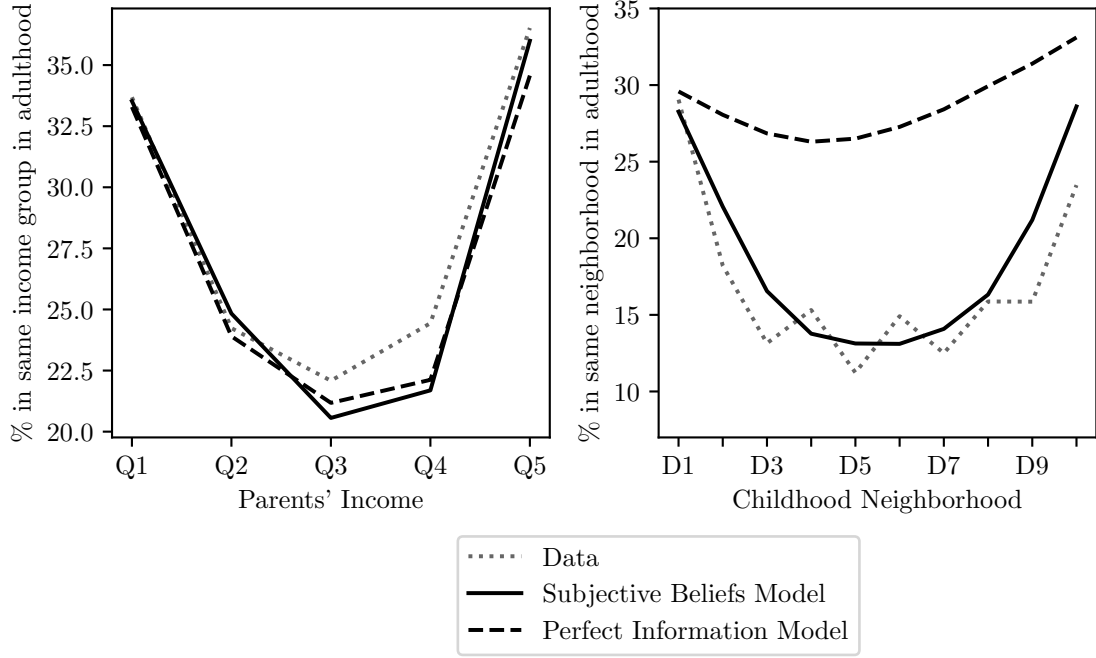 % in same income group in adulthood
35.0
32.5
30.0
27.5
25.0
22.5
20.0
Q1 Q2 Q3 Q4 Q5
Parents' Income
% in same neighborhood in adulthood
35
30
25
20
15
10
D1 D3 D5 D7 D9
Childhood Neighborhood
Data
Subjective Beliefs Model
Perfect Information Model